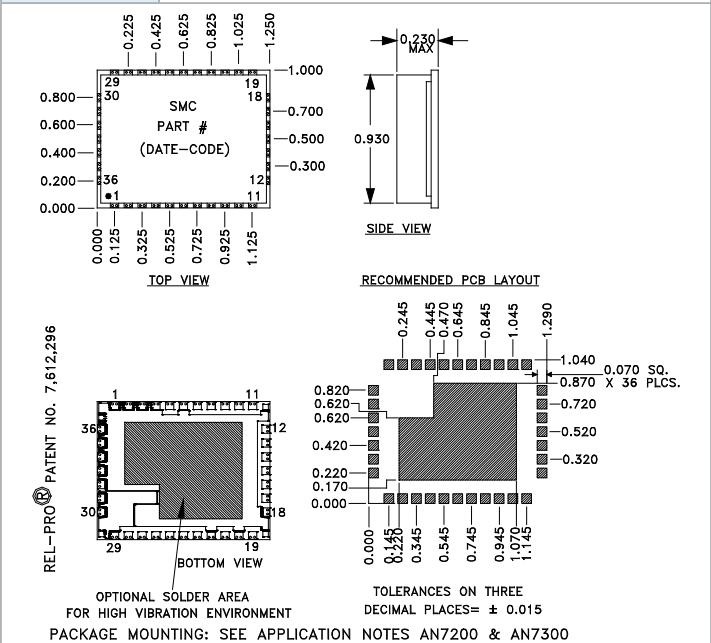 0.225 0.425 0.625 0.825 1.025 1.250
29 19 1.000
30 18
0.800 0.700
0.600 0.500
0.400 0.300
0.200
0.000
SMC
PART #
(DATE-CODE)
36 12
1 11
0.000 0.125 0.325 0.525 0.725 0.925 1.125
TOP VIEW
0.230
MAX
0.930
SIDE VIEW
RECOMMENDED PCB LAYOUT
0.245 0.445 0.470 0.645 0.845 1.045 1.290
1.040
0.070 SQ.
0.870 X 36 PLCS.
0.820 0.720
0.620
0.620 0.520
0.420 0.320
0.220
0.170
0.000
0.000 0.145 0.220 0.345 0.545 0.745 0.945 1.070 1.145
REL-PRO® PATENT NO. 7,612,296
1 11
36 12
30 18
29 19
BOTTOM VIEW
OPTIONAL SOLDER AREA
FOR HIGH VIBRATION ENVIRONMENT
TOLERANCES ON THREE
DECIMAL PLACES= ± 0.015
PACKAGE MOUNTING: SEE APPLICATION NOTES AN7200 & AN7300